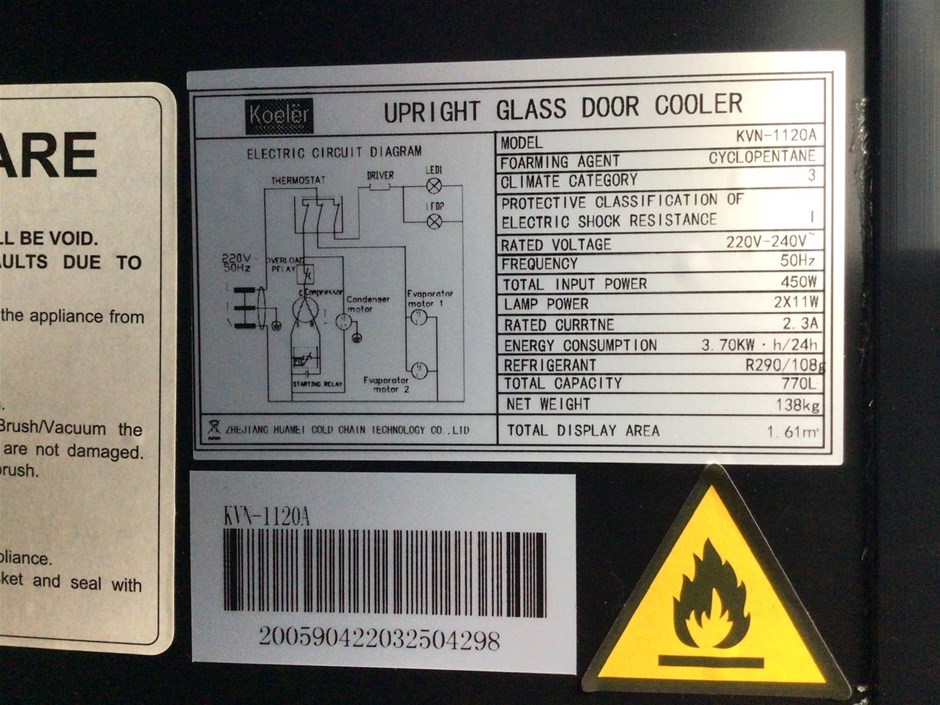 ARE
LL BE VOID.
AULTS DUE TO
the appliance from
Brush/Vacuum the
are not damaged.
brush.
pliance.
ket and seal with
Koelër
UPRIGHT GLASS DOOR COOLER
ELECTRIC CIRCUIT DIAGRAM
THERMOSTAT
DRIVER
LED1
LED2
220V~
50Hz
OVERLOAD
RELAY
Compressor
Condenser
motor
Evaporator
motor 1
Evaporator
motor 2
STARTING RELAY
ZHEJIANG HUAMEI COLD CHAIN TECHNOLOGY CO.,LTD
MODEL KVN-1120A
FOARMING AGENT CYCLOPENTANE
CLIMATE CATEGORY 3
PROTECTIVE CLASSIFICATION OF
ELECTRIC SHOCK RESISTANCE I
RATED VOLTAGE 220V-240V~
FREQUENCY 50Hz
TOTAL INPUT POWER 450W
LAMP POWER 2X11W
RATED CURRTNE 2.3A
ENERGY CONSUMPTION 3.70KW·h/24h
REFRIGERANT R290/108g
TOTAL CAPACITY 770L
NET WEIGHT 138kg
TOTAL DISPLAY AREA 1.61m²
KVN-1120A
200590422032504298